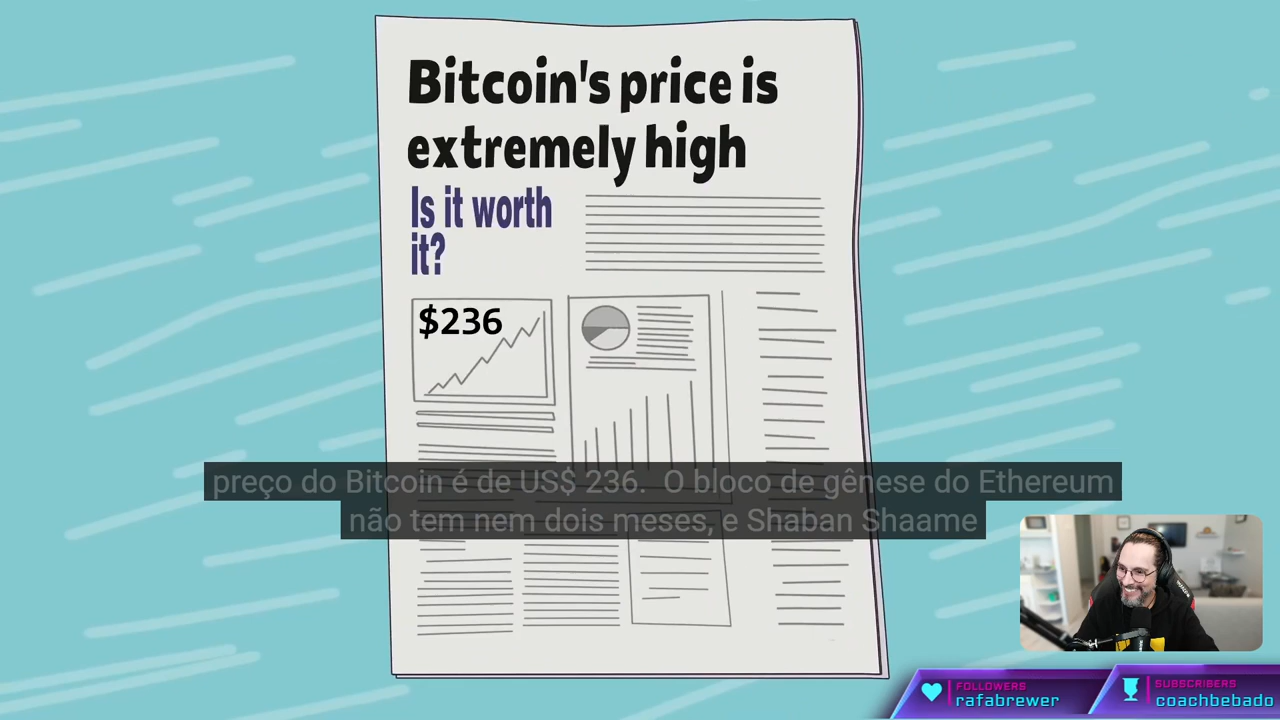 Bitcoin's price is
extremely high
Is it worth
it?
$236
preço do Bitcoin é de US$ 236. O bloco de gênese do Ethereum
não tem nem dois meses, e Shaban Shaame
FOLLOWERS
rafabrewer
SUBSCRIBERS
coachbebado